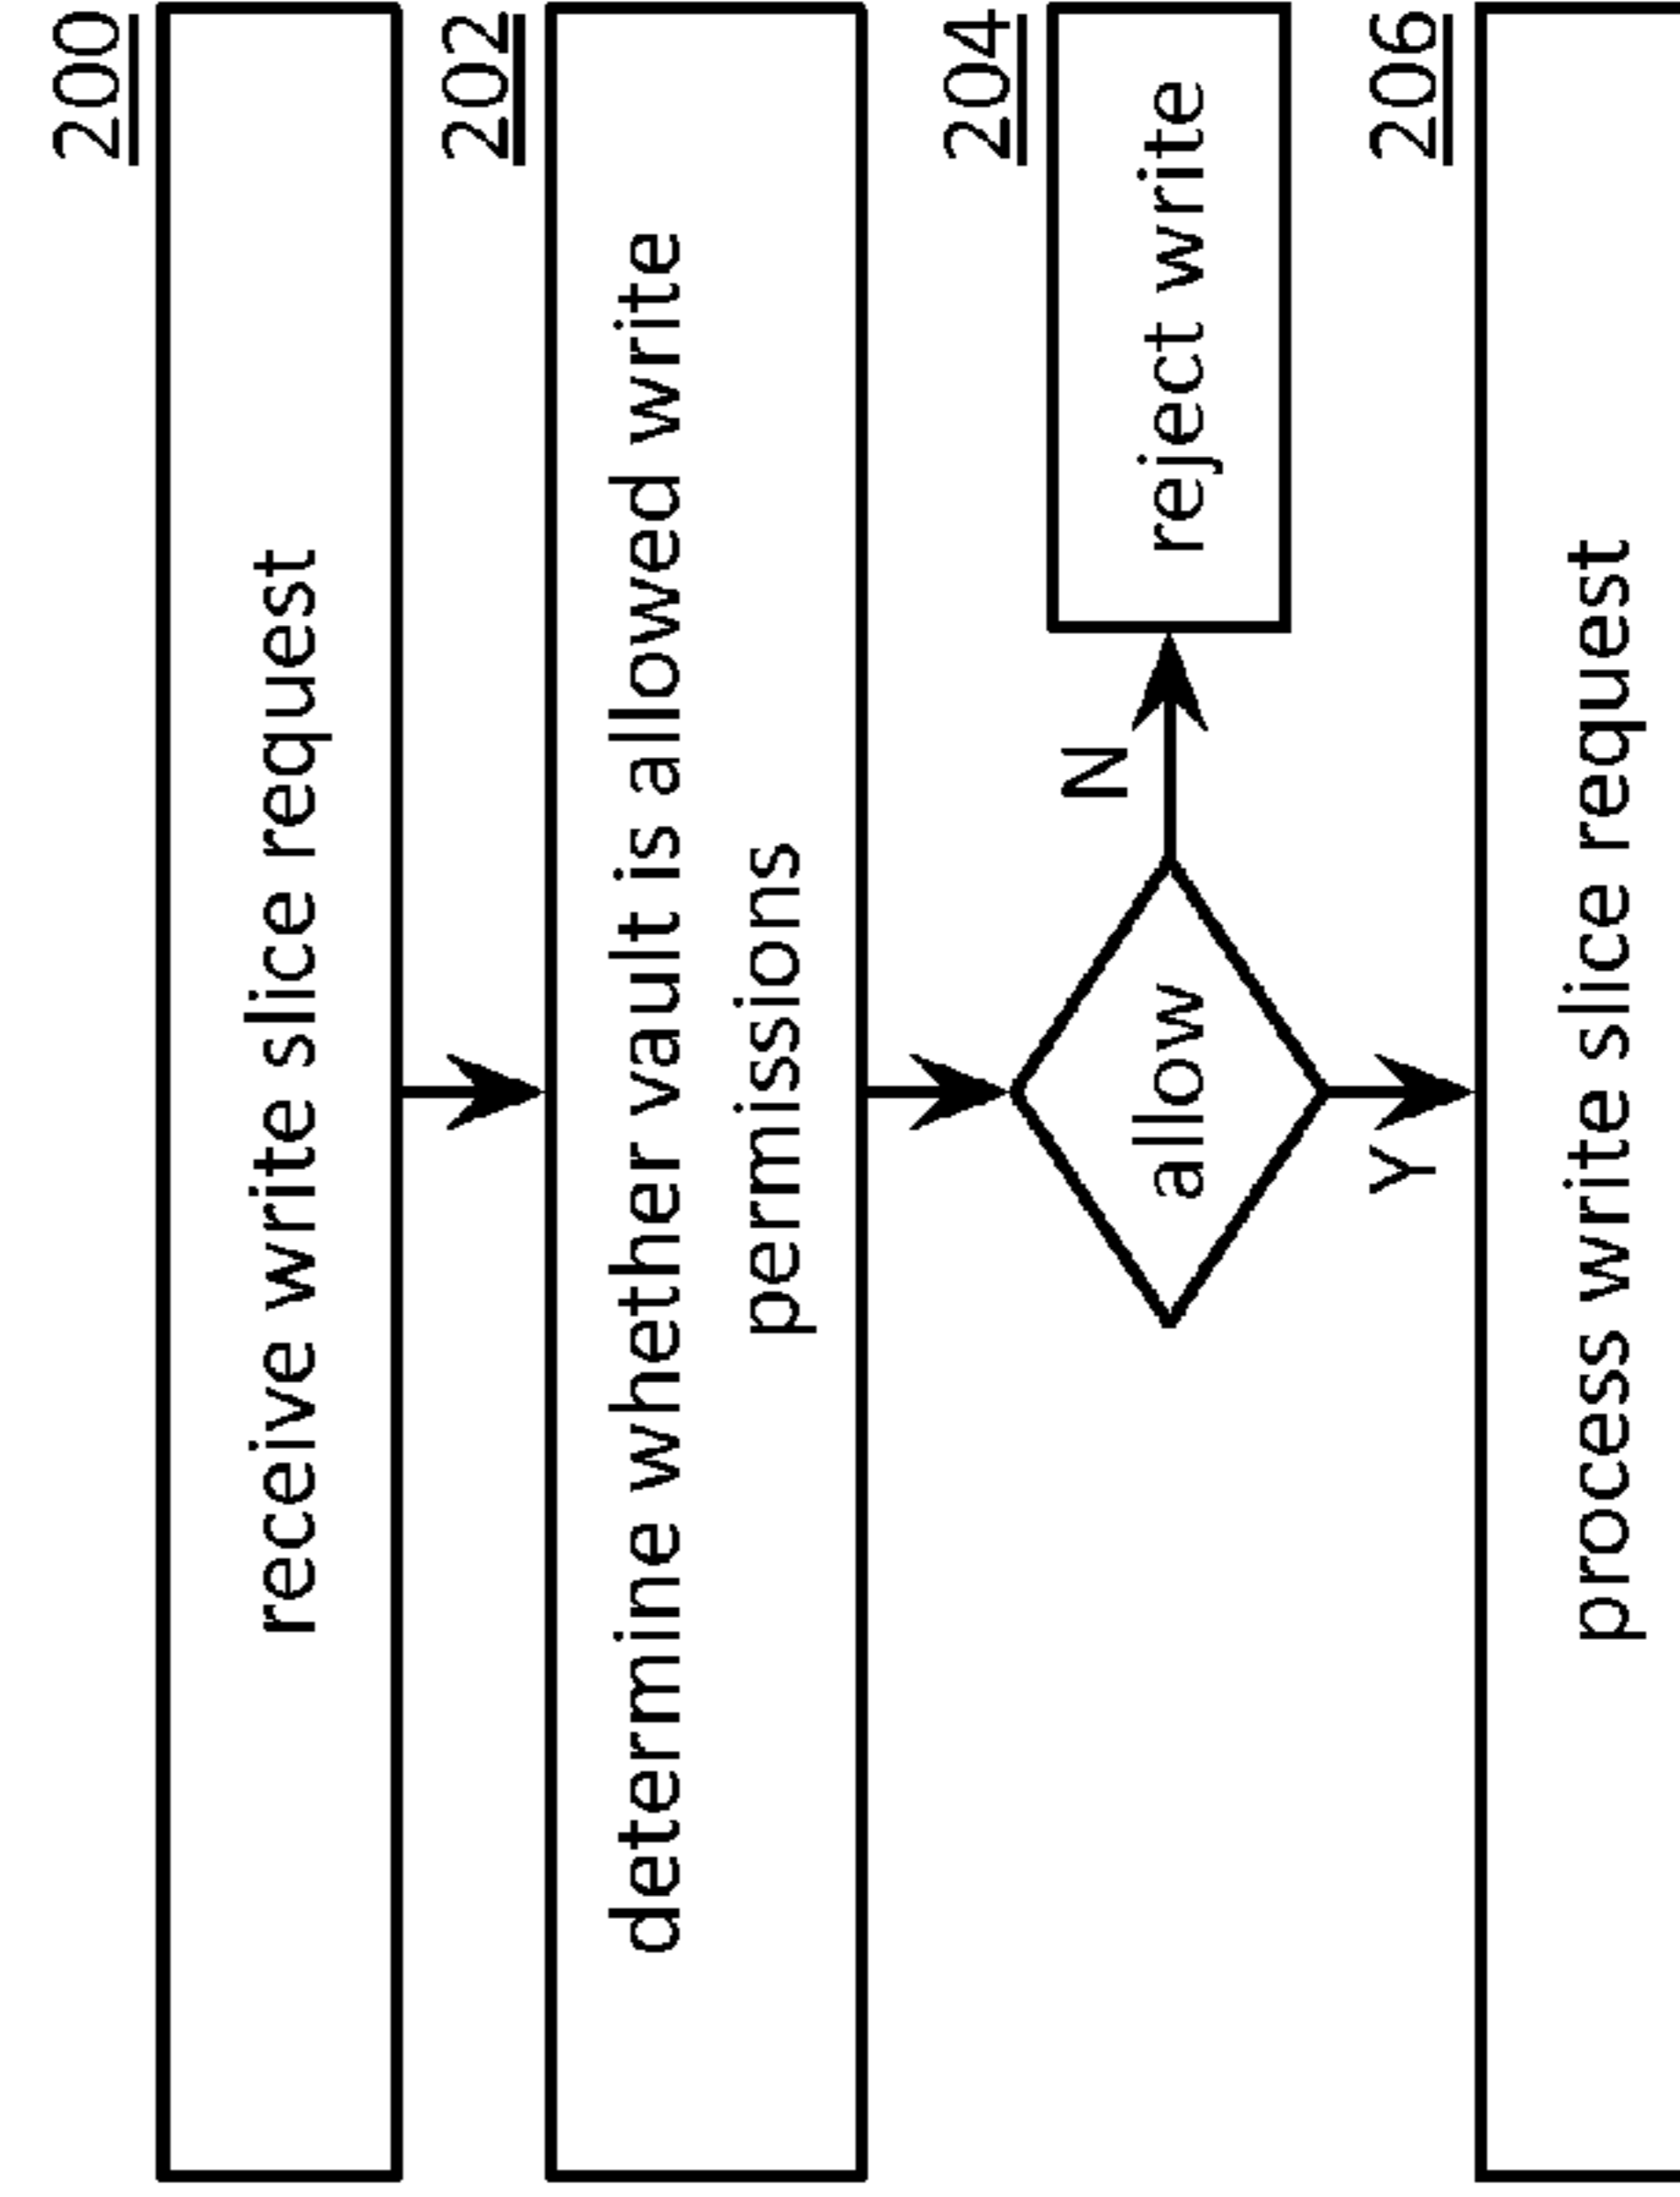 200
receive write slice request
202
determine whether vault is allowed write
permissions
204
allow
N
reject write
Y
206
process write slice request